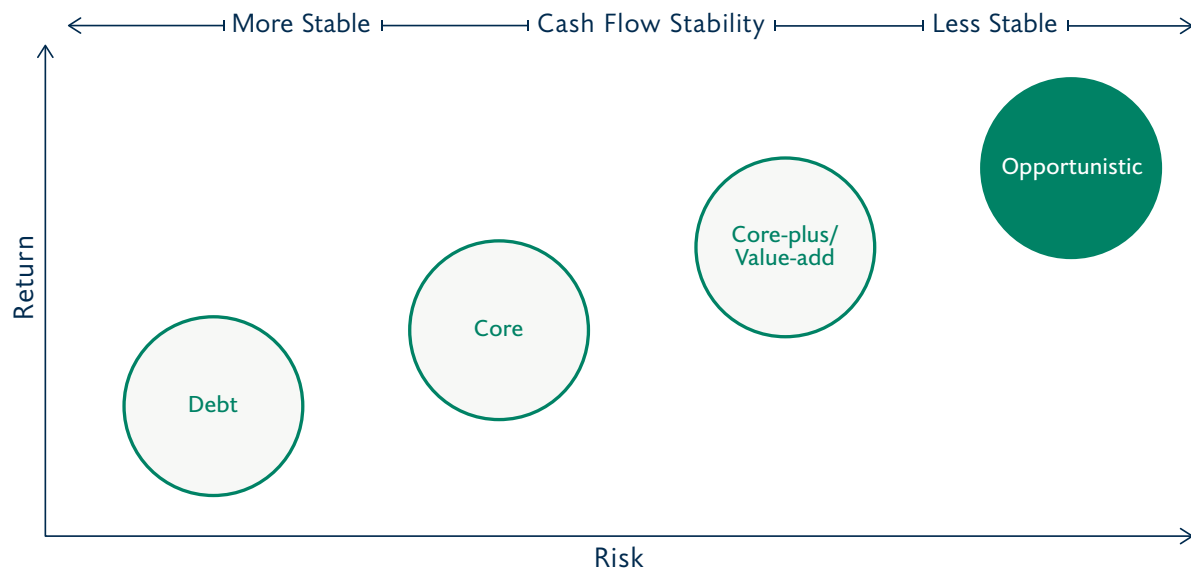 More Stable
Cash Flow Stability
Less Stable
Opportunistic
Core-plus/
Value-add
Core
Debt
Return
Risk